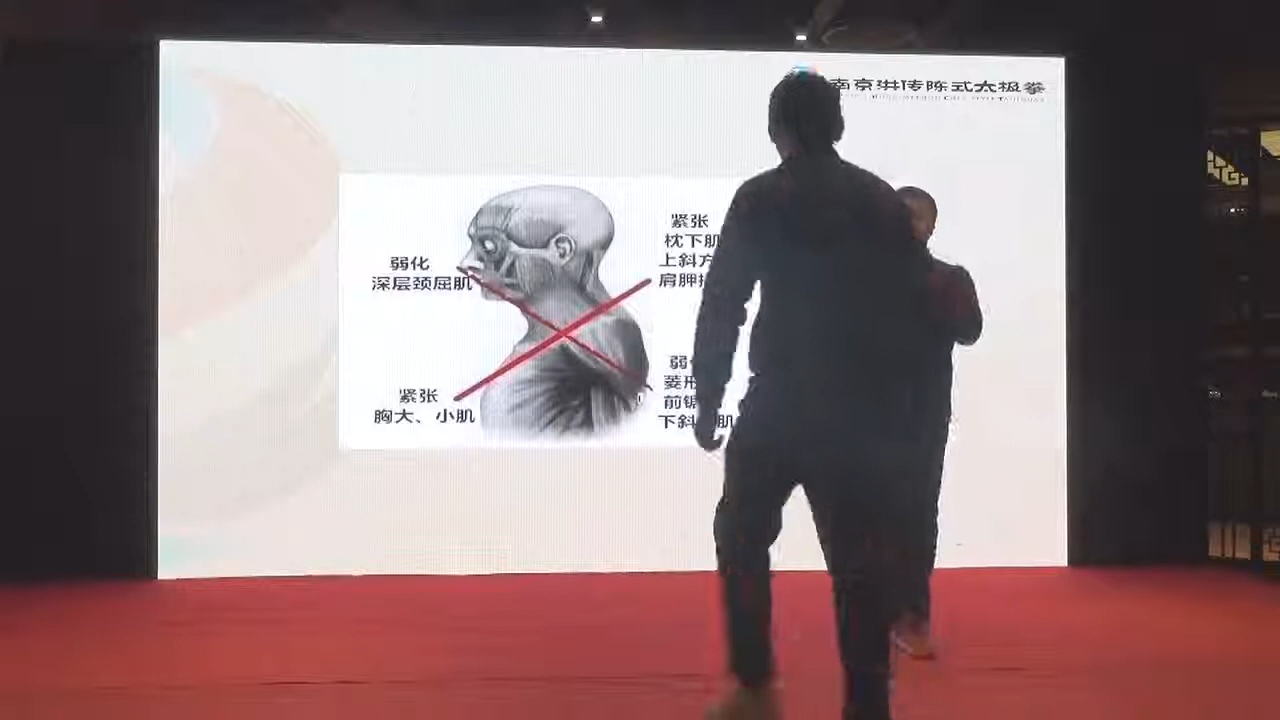 南京洪传陈式太极拳
紧张
枕下肌
上斜方
肩胛
弱化
深层颈屈肌
紧张
胸大、小肌
弱
菱形
前锯
下斜 肌